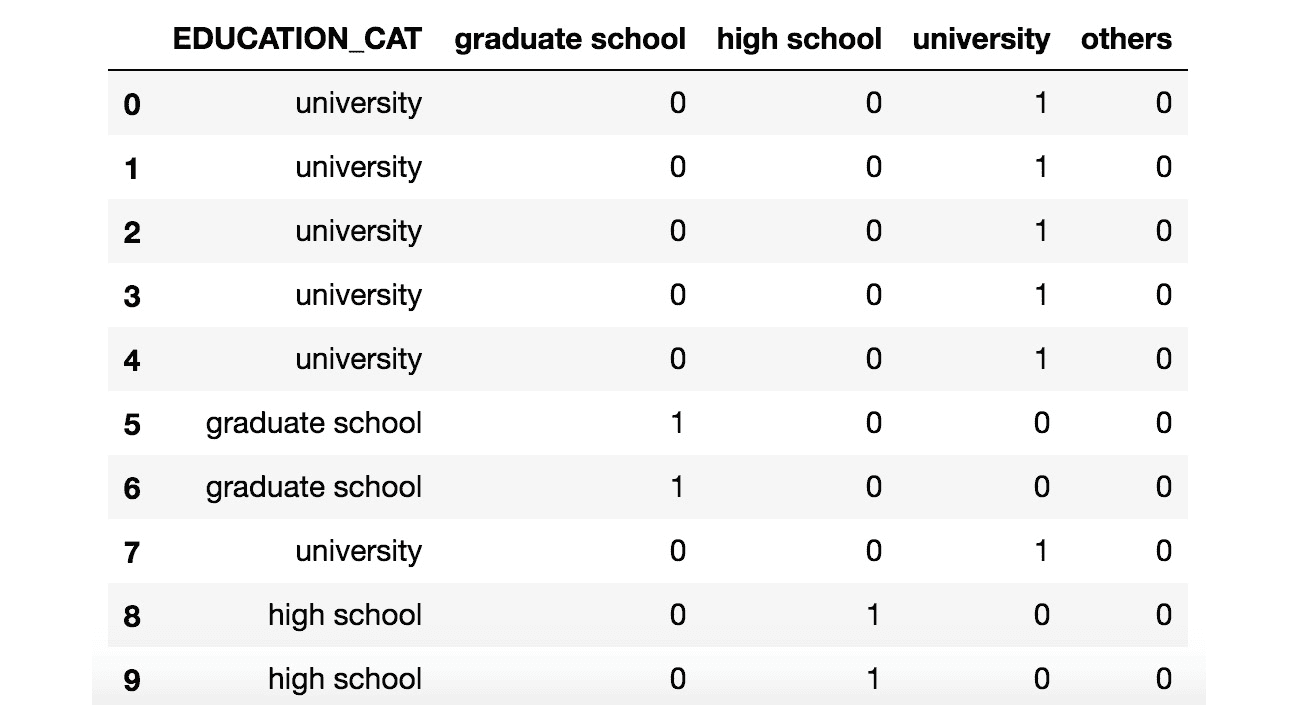 EDUCATION_CAT graduate school high school university others
0 university 0 0 1 0
1 university 0 0 1 0
2 university 0 0 1 0
3 university 0 0 1 0
4 university 0 0 1 0
5 graduate school 1 0 0 0
6 graduate school 1 0 0 0
7 university 0 0 1 0
8 high school 0 1 0 0
9 high school 0 1 0 0